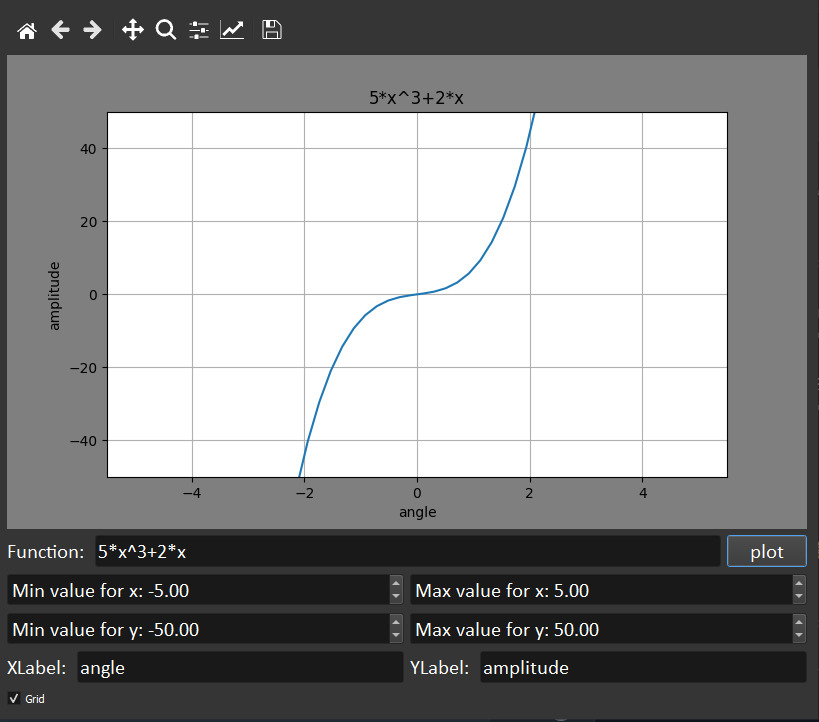 5*x^3+2*x
40
20
0
−20
−40
amplitude
−4 −2 0 2 4
angle
Function: 5*x^3+2*x plot
Min value for x: -5.00 Max value for x: 5.00
Min value for y: -50.00 Max value for y: 50.00
XLabel: angle YLabel: amplitude
Grid